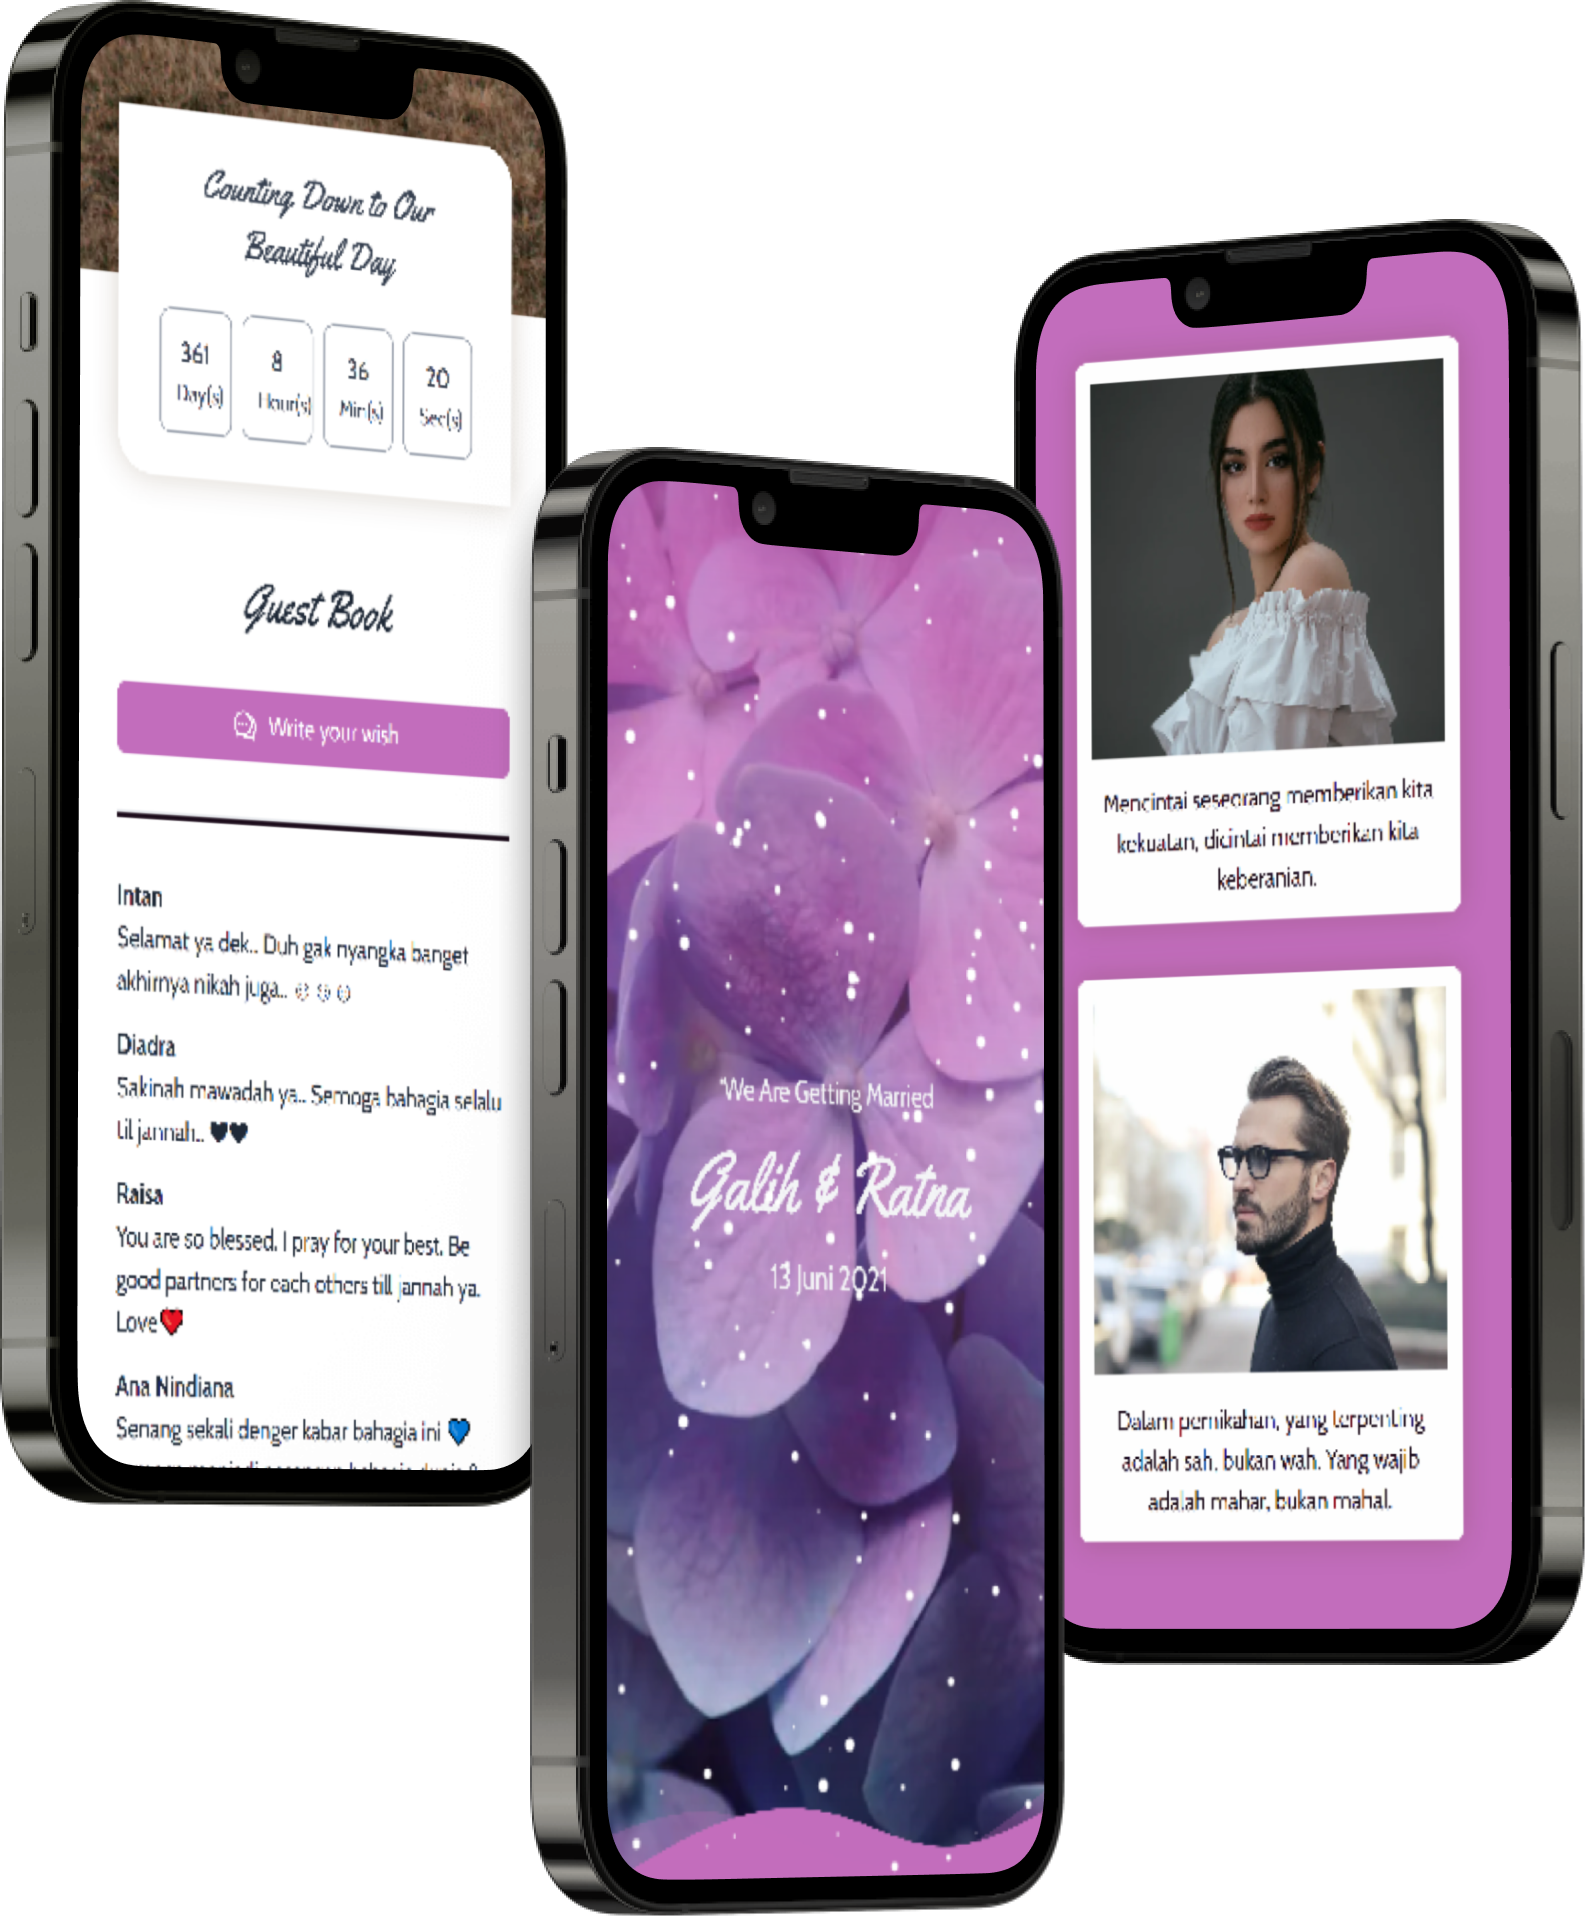 Counting Down to Our
Beautiful Day
361
Day(s)
8
Hour(s)
36
Min(s)
20
Sec(s)
Guest Book
Write your wish
Intan
Selamat ya dek.. Duh gak nyangka banget
akhirnya nikah juga..
Diadra
Sakinah mawadah ya.. Semoga bahagia selalu
til jannah.. 🖤🖤
Raisa
You are so blessed. I pray for your best. Be
good partners for each others till jannah ya.
Love❤️
Ana Nindiana
Senang sekali denger kabar bahagia ini 💙
"We Are Getting Married
Galih & Ratna
13 Juni 2021
Mencintai seseorang memberikan kita
kekuatan, dicintai memberikan kita
keberanian.
Dalam pernikahan, yang terpenting
adalah sah, bukan wah. Yang wajib
adalah mahar, bukan mahal.